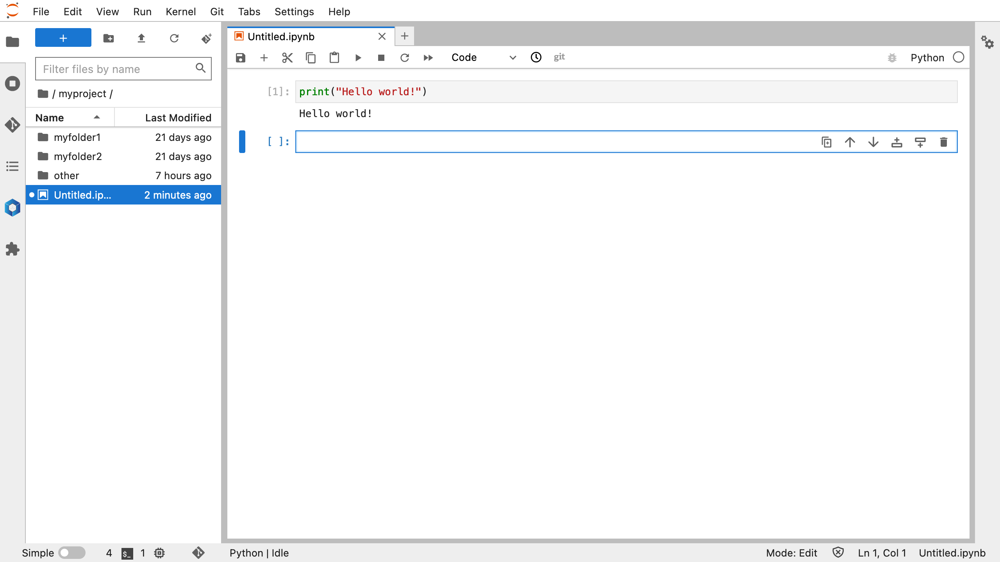 File Edit View Run Kernel Git Tabs Settings Help
Filter files by name
/ myproject /
Name Last Modified
myfolder1 21 days ago
myfolder2 21 days ago
other 7 hours ago
Untitled.ip... 2 minutes ago
Untitled.ipynb
Code git Python
[1]: print("Hello world!")
Hello world!
[ ]:
Simple 4 $_ 1 Python | Idle Mode: Edit Ln 1, Col 1 Untitled.ipynb